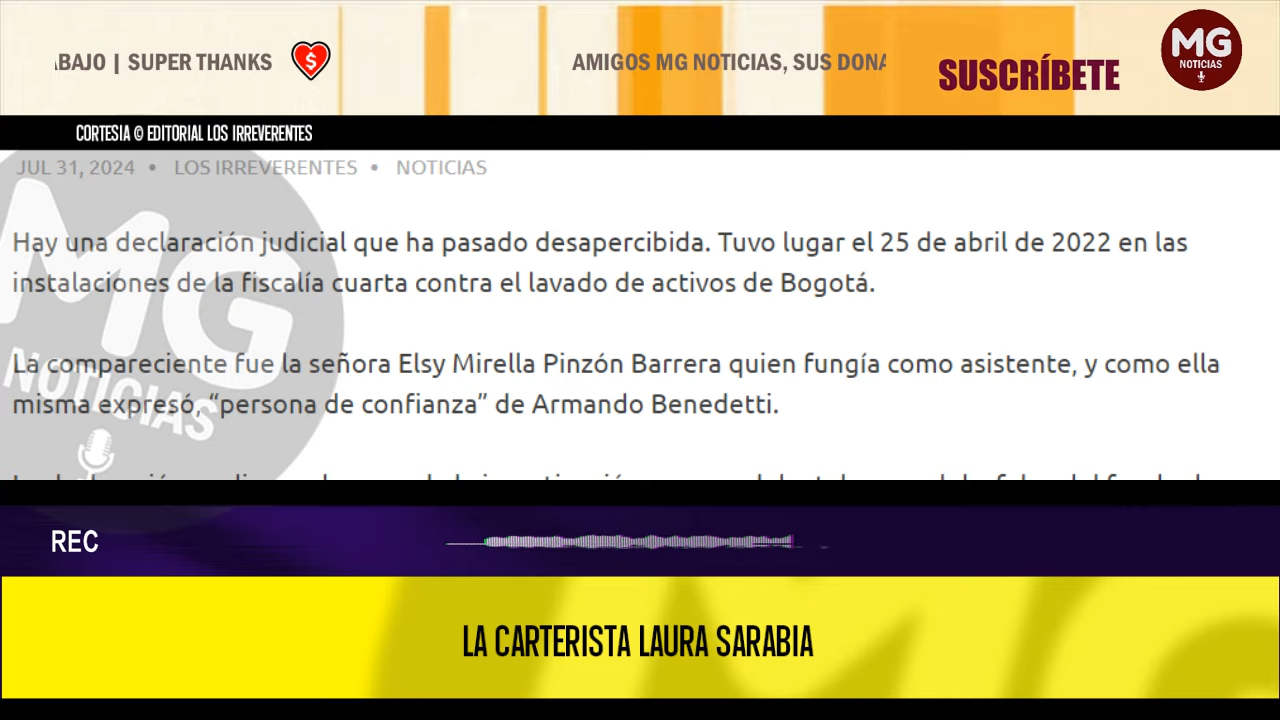 ABAJO | SUPER THANKS
AMIGOS MG NOTICIAS, SUS DONA
SUSCRÍBETE
MG
NOTICIAS
CORTESIA © EDITORIAL LOS IRREVERENTES
JUL 31, 2024 • LOS IRREVERENTES • NOTICIAS
Hay una declaración judicial que ha pasado desapercibida. Tuvo lugar el 25 de abril de 2022 en las
instalaciones de la fiscalía cuarta contra el lavado de activos de Bogotá.
La compareciente fue la señora Elsy Mirella Pinzón Barrera quien fungía como asistente, y como ella
misma expresó, “persona de confianza” de Armando Benedetti.
MG
NOTICIAS
REC
LA CARTERISTA LAURA SARABIA